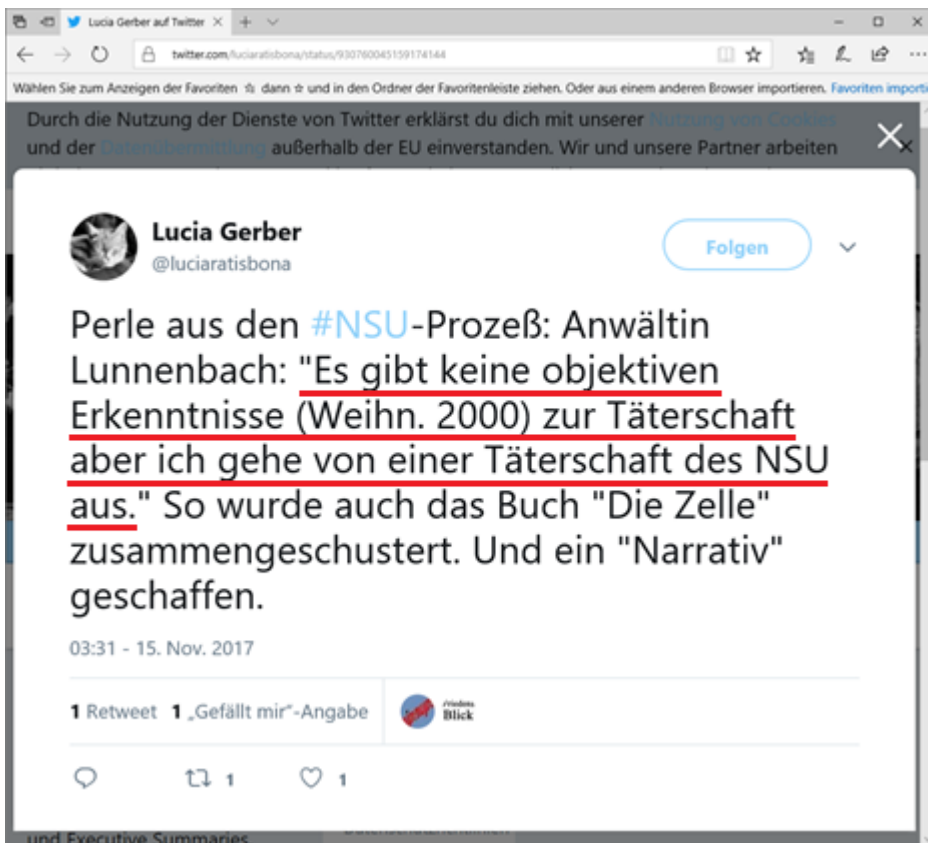 Lucia Gerber auf Twitter
twitter.com/luciaratisbona/status/930760045159174144
Wählen Sie zum Anzeigen der Favoriten dann und in den Ordner der Favoritenleiste ziehen. Oder aus einem anderen Browser importieren. Favoriten importi
Durch die Nutzung der Dienste von Twitter erklärst du dich mit unserer Nutzung von Cookies
und der Datenübermittlung außerhalb der EU einverstanden. Wir und unsere Partner arbeiten
Lucia Gerber
@luciaratisbona
Folgen
Perle aus den #NSU-Prozeß: Anwältin
Lunnenbach: "Es gibt keine objektiven
Erkenntnisse (Weihn. 2000) zur Täterschaft
aber ich gehe von einer Täterschaft des NSU
aus." So wurde auch das Buch "Die Zelle"
zusammengeschustert. Und ein "Narrativ"
geschaffen.
03:31 - 15. Nov. 2017
1 Retweet 1 „Gefällt mir“-Angabe
Friedens
Blick
1 1
und Executive Summaries